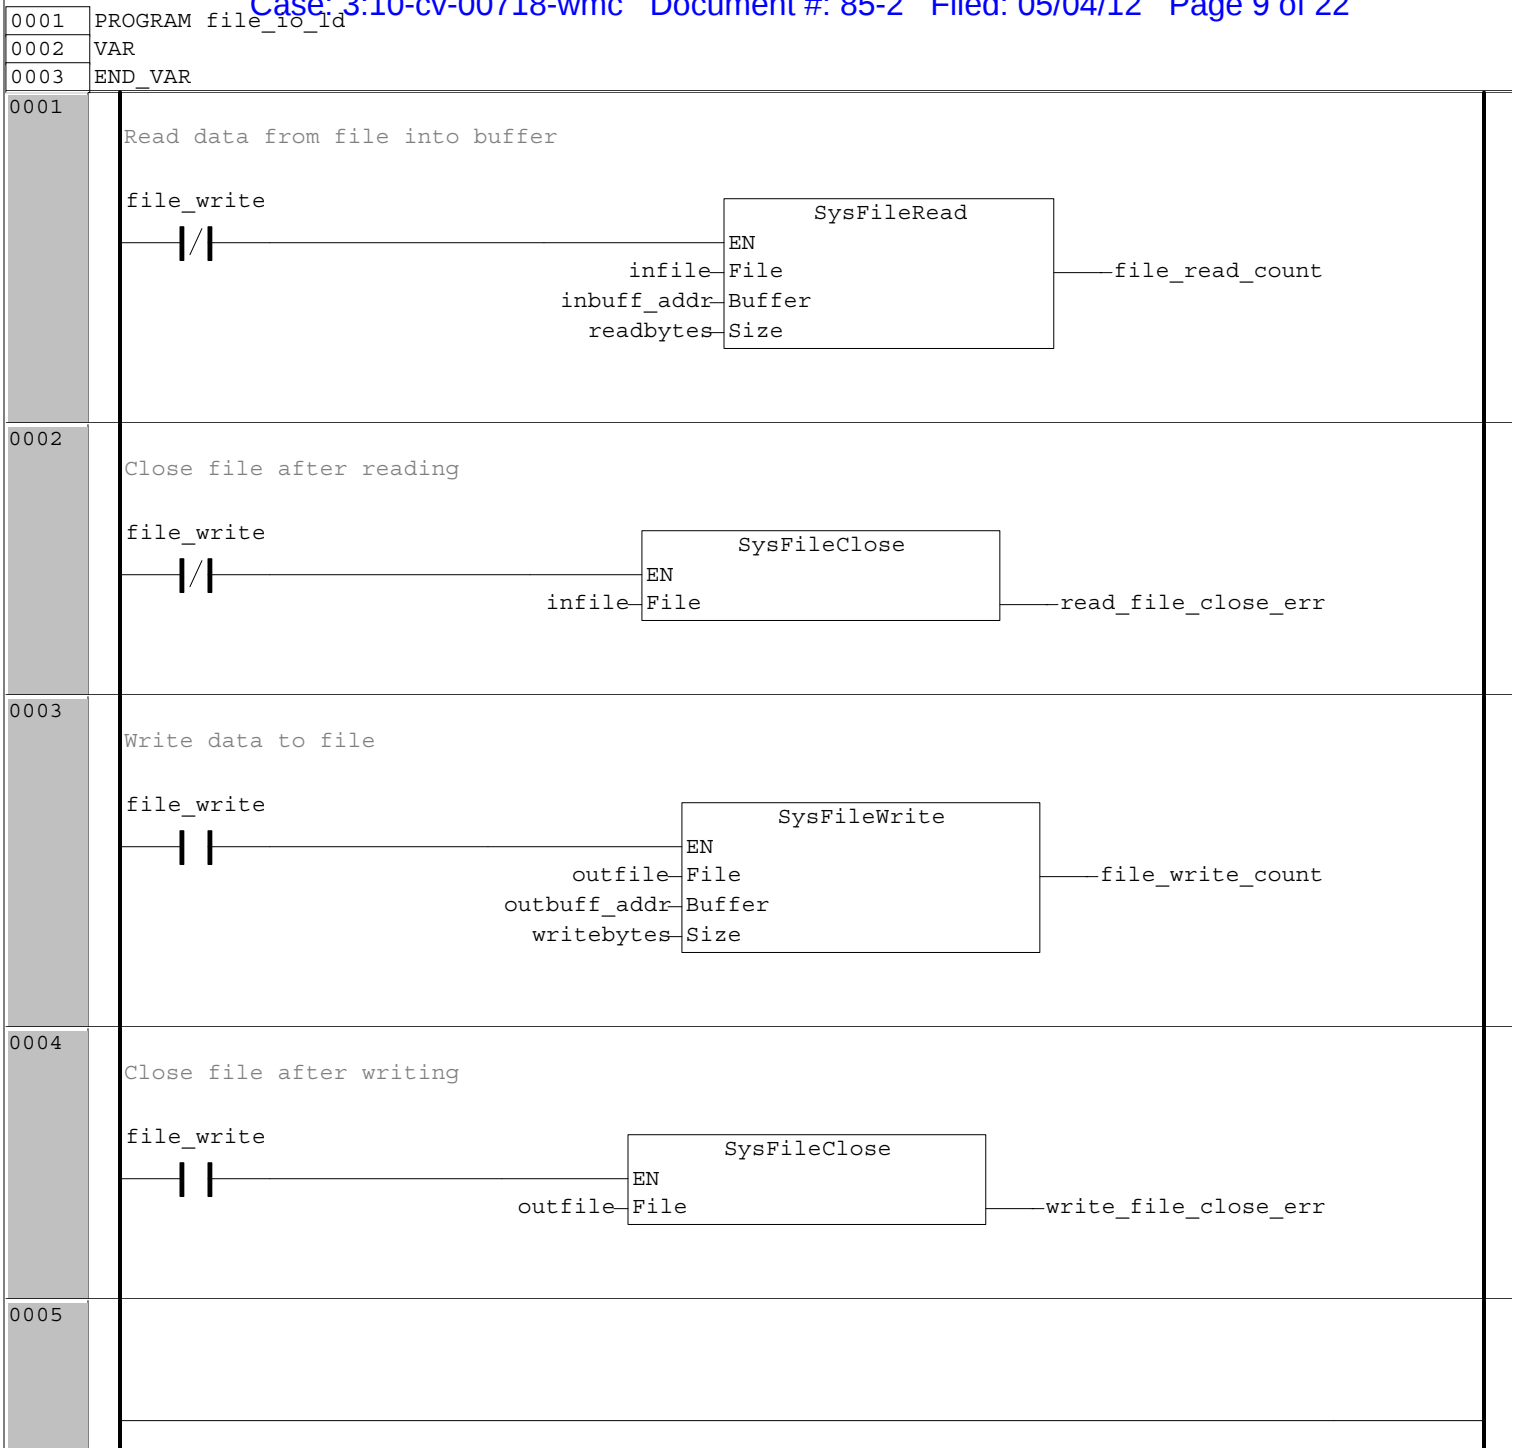 Case: 3:10-cv-00718-wmc Document #: 85-2 Filed: 05/04/12 Page 9 of 22
0001 PROGRAM file_io_ld
0002 VAR
0003 END_VAR
0001
Read data from file into buffer
file_write
SysFileRead
EN
infile File file_read_count
inbuff_addr Buffer
readbytes Size
0002
Close file after reading
file_write
SysFileClose
EN
infile File read_file_close_err
0003
Write data to file
file_write
SysFileWrite
EN
outfile File file_write_count
outbuff_addr Buffer
writebytes Size
0004
Close file after writing
file_write
SysFileClose
EN
outfile File write_file_close_err
0005